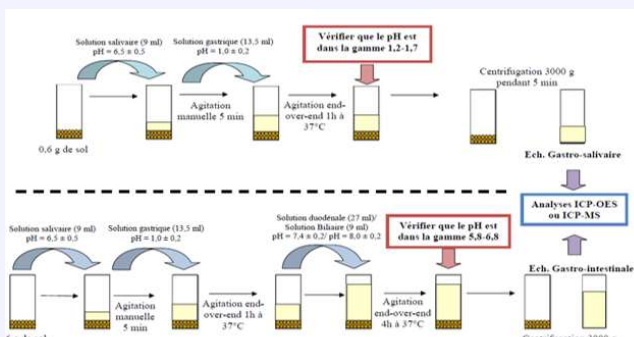 Solution salivaire (9 ml)
pH = 6,5 ± 0,5
Solution gastrique (13,5 ml)
pH = 1,0 ± 0,2
Vérifier que le pH est
dans la gamme 1,2-1,7
Centrifugation 3000 g
pendant 5 min
Agitation
manuelle 5 min
Agitation end-
over-end 1h à
37°C
0,6 g de sol
Ech. Gastro-salivaire
Analyses ICP-OES
ou ICP-MS
Solution salivaire (9 ml)
pH = 6,5 ± 0,5
Solution gastrique (13,5 ml)
pH = 1,0 ± 0,2
Solution duodénale (27 ml)/
Solution Biliaire (9 ml)
pH = 7,4 ± 0,2/ pH = 8,0 ± 0,2
Vérifier que le pH est
dans la gamme 5,8-6,8
Ech. Gastro-intestinale
Agitation
manuelle
5 min
Agitation end-
over-end 1h à
37°C
Agitation
end-over-end
4h à 37°C